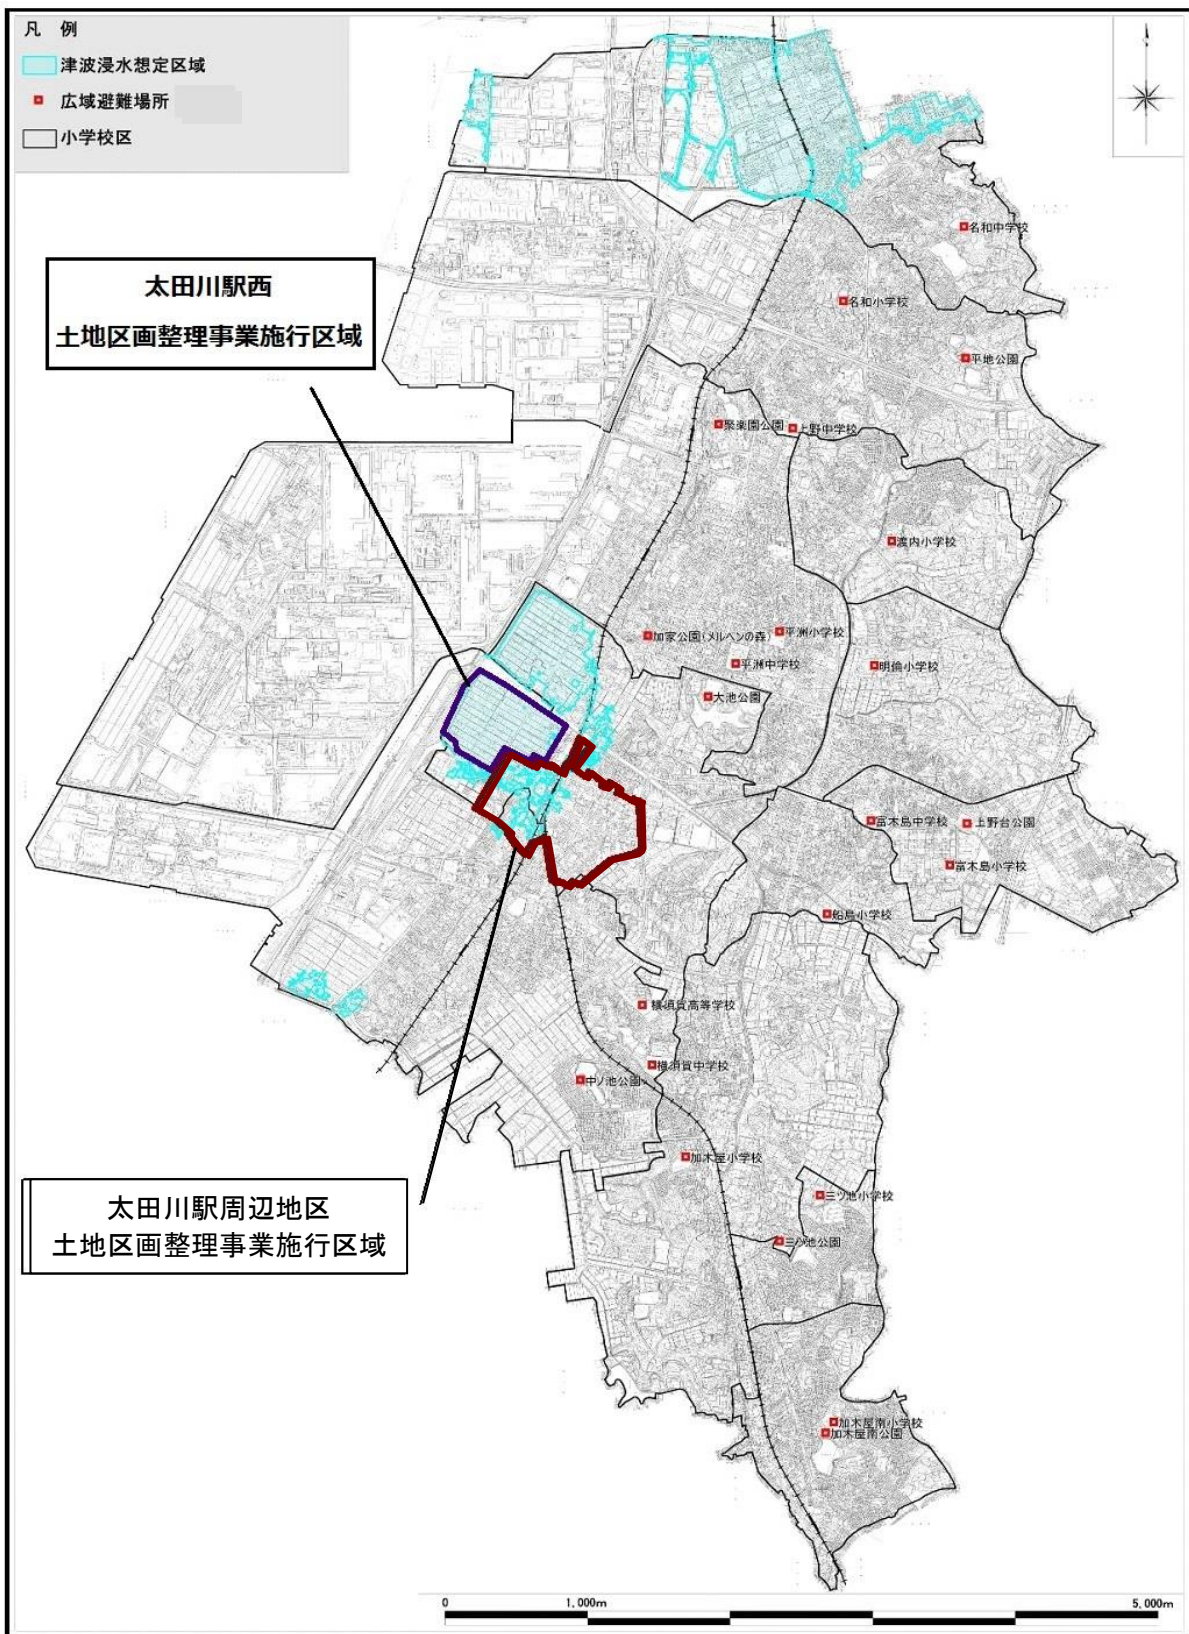 凡 例
津波浸水想定区域
広域避難場所
小学校区
名和中学校
太田川駅西
土地区画整理事業施行区域
名和小学校
平地公園
聚楽園公園
上野中学校
渡内小学校
加家公園(メルヘンの森)
平洲小学校
平洲中学校
明倫小学校
大池公園
富木島中学校
上野台公園
富木島小学校
船島小学校
横須賀高等学校
横須賀中学校
中ノ池公園
加木屋小学校
三ツ池小学校
太田川駅周辺地区
土地区画整理事業施行区域
三ツ池公園
加木屋南小学校
加木屋南公園
0 1,000m 5,000m